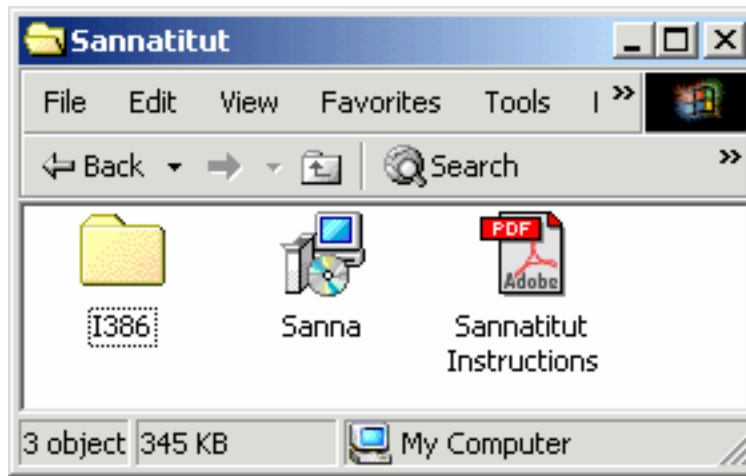 Sannatitut
File Edit View Favorites Tools
Back Search
PDF
Adobe
I386 Sanna Sannatitut
Instructions
3 object 345 KB My Computer